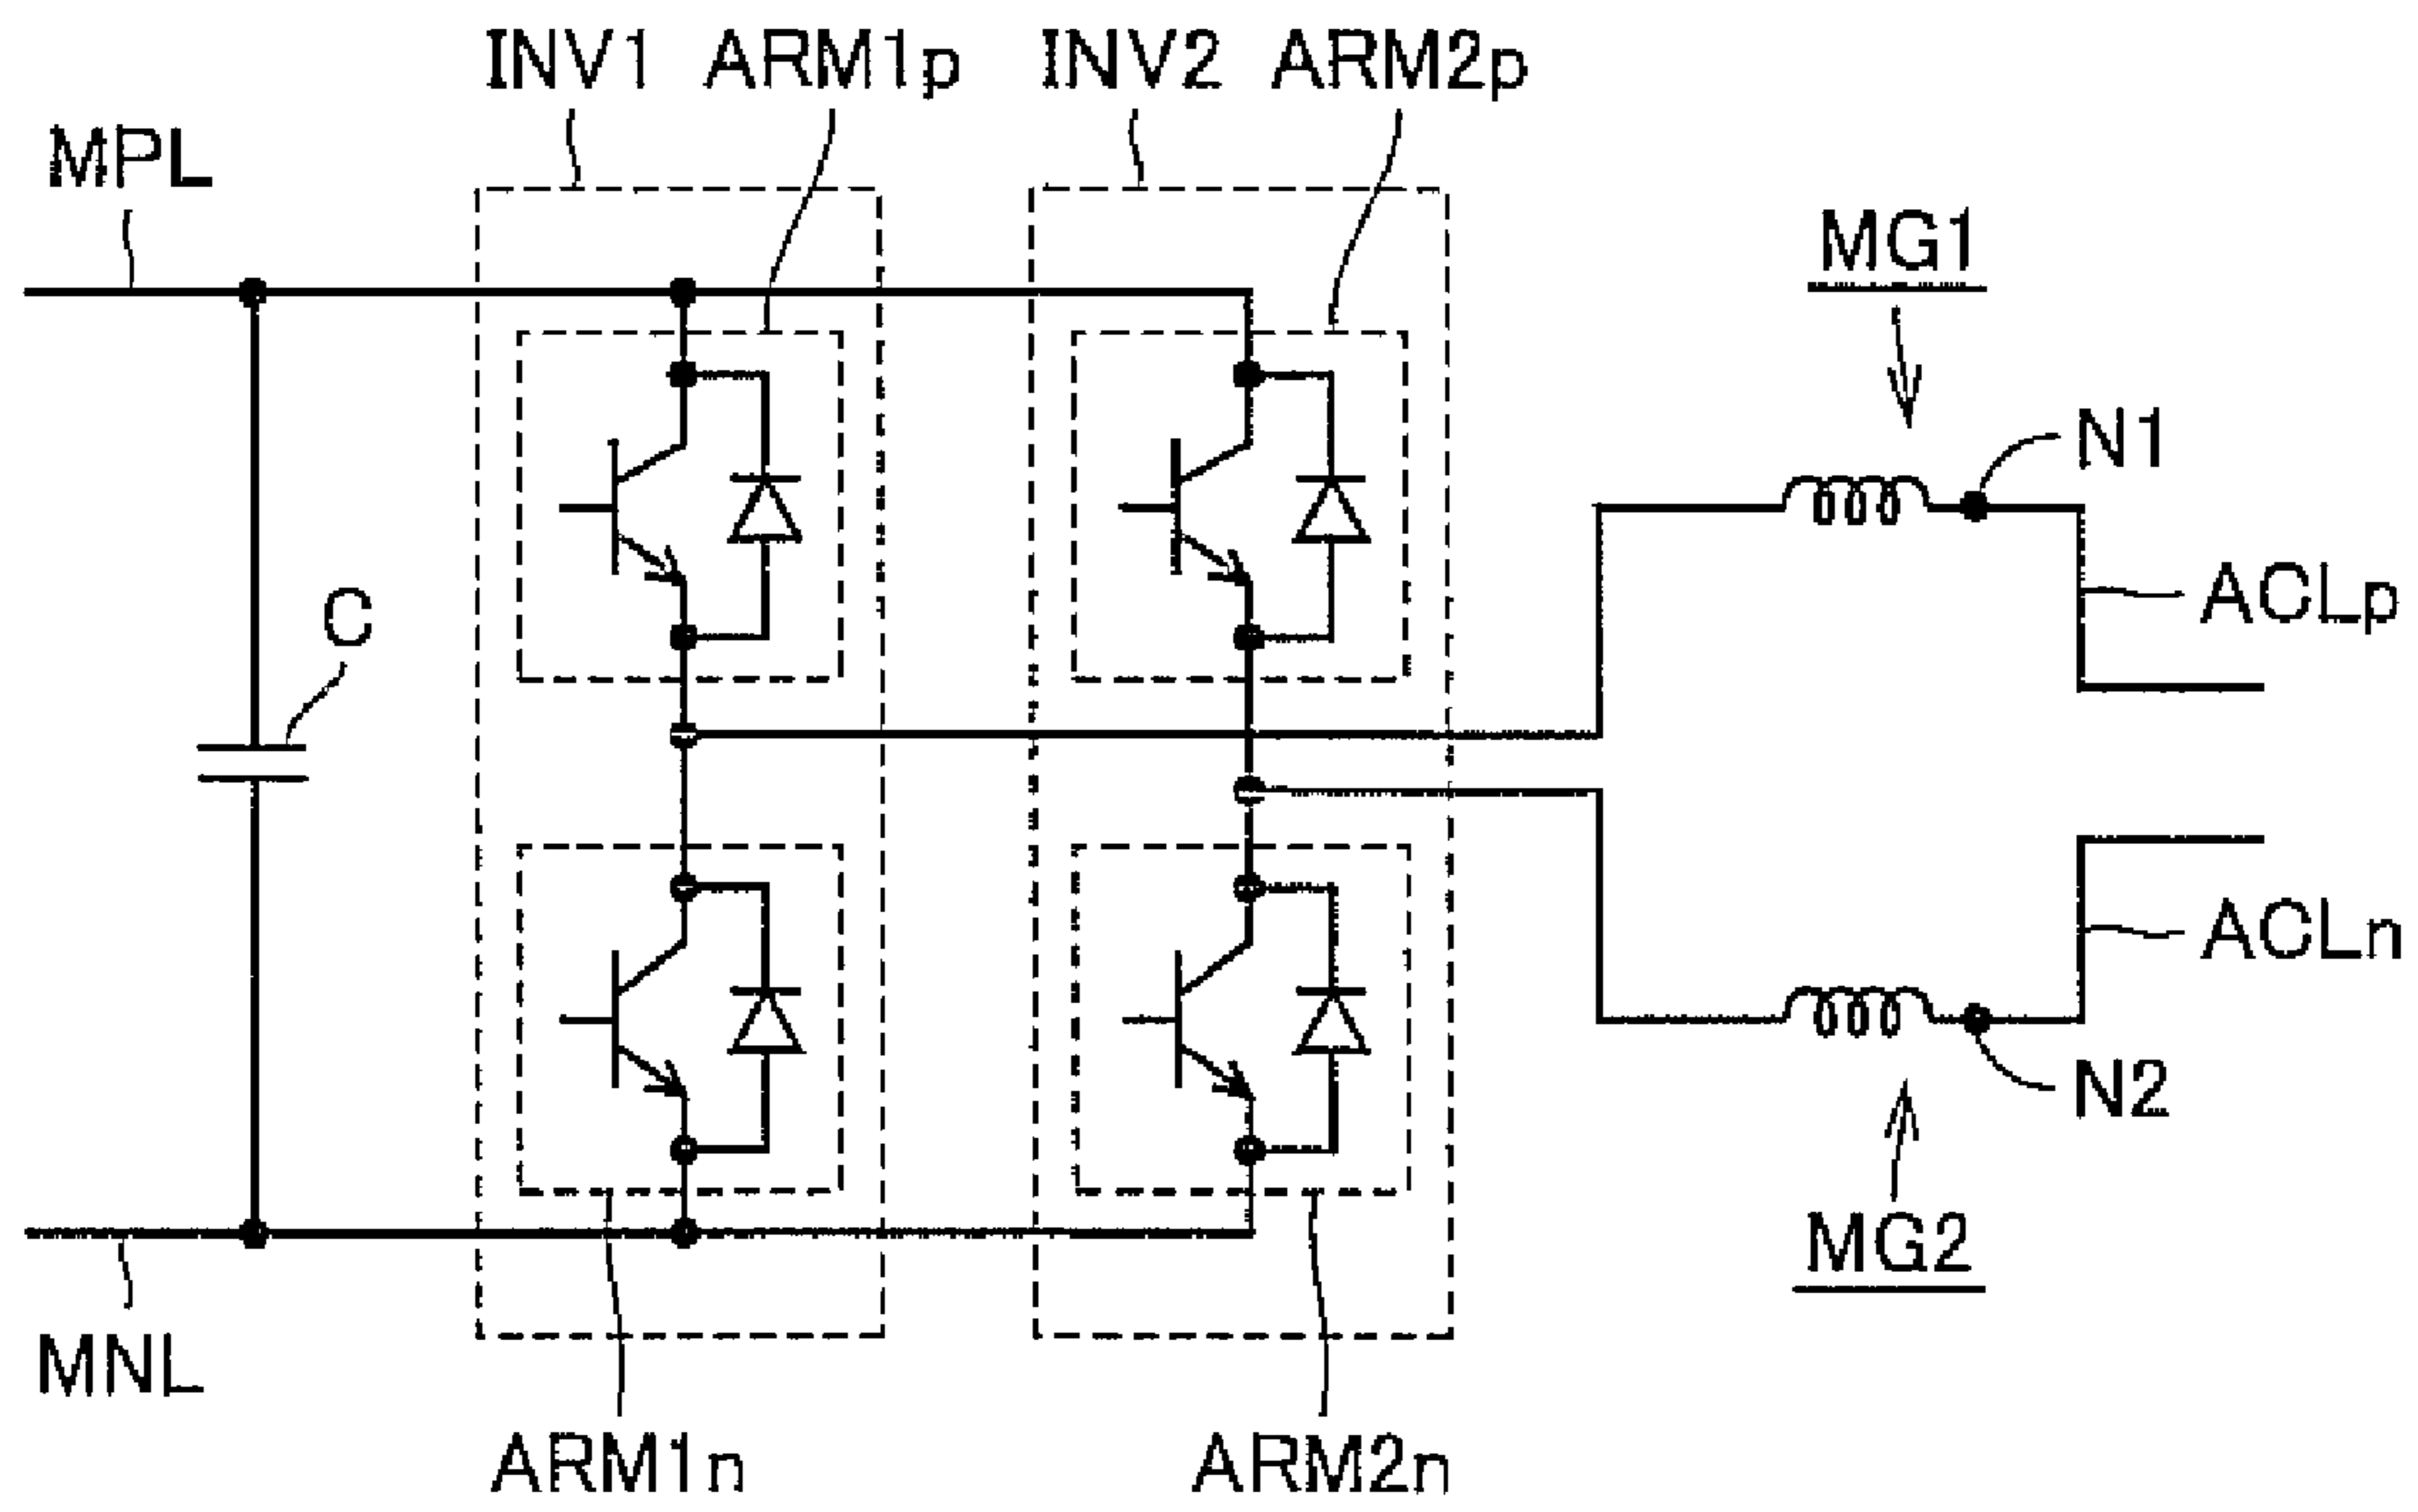 INV1 ARM1p INV2 ARM2p
MPL
MG1
N1
C
ACLp
ACLn
N2
MG2
MNL
ARM1n ARM2n